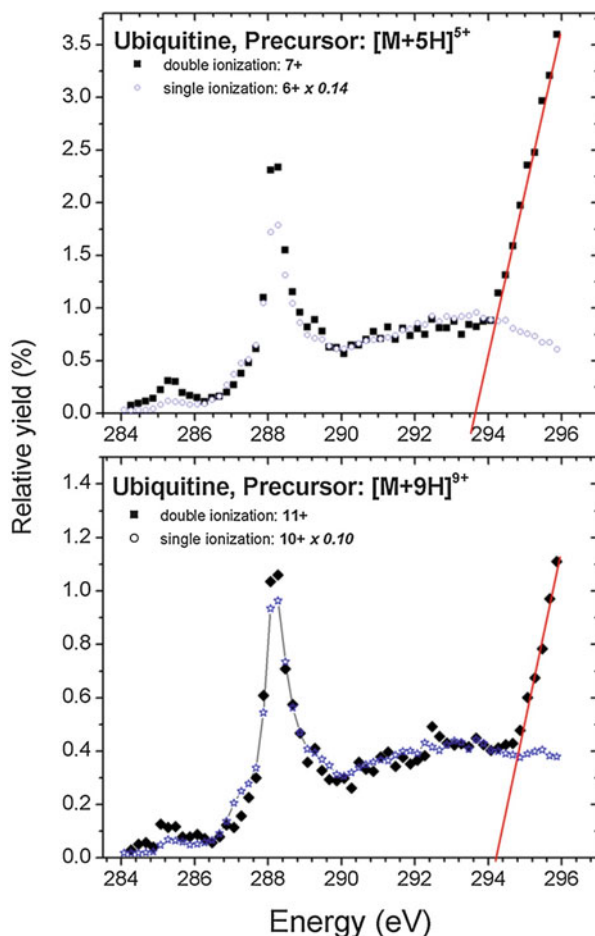 Ubiquitine, Precursor: [M+5H]5+
double ionization: 7+
single ionization: 6+ x 0.14
3.5
3.0
2.5
2.0
1.5
1.0
0.5
0.0
284 286 288 290 292 294 296
Relative yield (%)
Ubiquitine, Precursor: [M+9H]9+
double ionization: 11+
single ionization: 10+ x 0.10
1.4
1.2
1.0
0.8
0.6
0.4
0.2
0.0
284 286 288 290 292 294 296
Energy (eV)